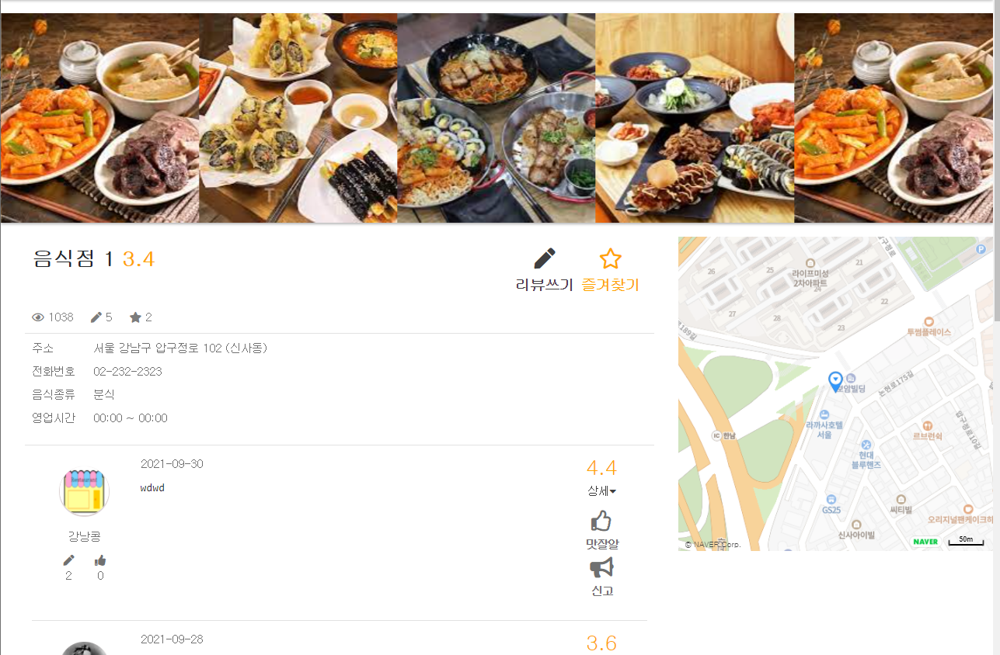 음식점 1 3.4
리뷰쓰기 즐겨찾기
1038 5 2
주소 서울 강남구 압구정로 102 (신사동)
전화번호 02-232-2323
음식종류 분식
영업시간 00:00 ~ 00:00
2021-09-30
wdwd
4.4
상세
맛잘알
신고
Restaurant
강낭콩
2 0
2021-09-28
3.6
라이프미성
2차아파트
26
25
24
21
22
27
28
23
P
189길
투썸플레이스
논현로175길
라까사호텔
서울
IC 한남
르브런쉭
압구정로10길
현대
블루핸즈
GS25
씨티빌
오리지널팬케이크하
신사아이빌
© NAVER Corp.
NAVER 50m